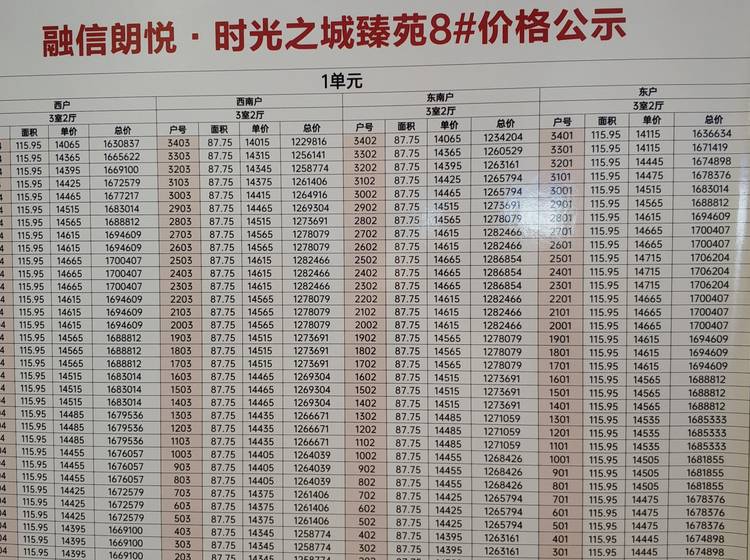 融信朗悦·时光之城臻苑8#价格公示
1单元
西户 西南户 东南户 东户
3室2厅 3室2厅 3室2厅 3室2厅
面积 单价 总价 户号 面积 单价 总价 户号 面积 单价 总价 户号 面积 单价 总价
115.95 14065 1630837 3403 87.75 14015 1229816 3402 87.75 14065 1234204 3401 115.95 14115 1636634
115.95 14365 1665622 3303 87.75 14315 1256141 3302 87.75 14365 1260529 3301 115.95 14415 1671419
115.95 14395 1669100 3203 87.75 14345 1258774 3202 87.75 14395 1263161 3201 115.95 14445 1674898
115.95 14425 1672579 3103 87.75 14375 1261406 3102 87.75 14425 1265794 3101 115.95 14475 1678376
115.95 14465 1677217 3003 87.75 14415 1264916 3002 87.75 14465 1265794 3001 115.95 14515 1683014
115.95 14515 1683014 2903 87.75 14465 1269304 2902 87.75 14515 1273691 2901 115.95 14565 1688812
115.95 14565 1688812 2803 87.75 14515 1273691 2802 87.75 14565 1278079 2801 115.95 14615 1694609
115.95 14615 1694609 2703 87.75 14565 1278079 2702 87.75 14615 1282466 2701 115.95 14665 1700407
115.95 14615 1694609 2603 87.75 14565 1278079 2602 87.75 14615 1282466 2601 115.95 14665 1700407
115.95 14665 1700407 2503 87.75 14615 1282466 2502 87.75 14665 1286854 2501 115.95 14715 1706204
115.95 14665 1700407 2403 87.75 14615 1282466 2402 87.75 14665 1286854 2401 115.95 14715 1706204
115.95 14665 1700407 2303 87.75 14615 1282466 2302 87.75 14665 1286854 2301 115.95 14715 1706204
115.95 14615 1694609 2203 87.75 14565 1278079 2202 87.75 14615 1282466 2201 115.95 14665 1700407
115.95 14615 1694609 2103 87.75 14565 1278079 2102 87.75 14615 1282466 2101 115.95 14665 1700407
115.95 14615 1694609 2003 87.75 14565 1278079 2002 87.75 14615 1282466 2001 115.95 14665 1700407
115.95 14565 1688812 1903 87.75 14515 1273691 1902 87.75 14565 1278079 1901 115.95 14615 1694609
115.95 14565 1688812 1803 87.75 14515 1273691 1802 87.75 14565 1278079 1801 115.95 14615 1694609
115.95 14565 1688812 1703 87.75 14515 1273691 1702 87.75 14565 1278079 1701 115.95 14615 1694609
115.95 14515 1683014 1603 87.75 14465 1269304 1602 87.75 14515 1273691 1601 115.95 14565 1688812
115.95 14515 1683014 1503 87.75 14465 1269304 1502 87.75 14515 1273691 1501 115.95 14565 1688812
115.95 14515 1683014 1403 87.75 14465 1269304 1402 87.75 14515 1273691 1401 115.95 14565 1688812
115.95 14485 1679536 1303 87.75 14435 1266671 1302 87.75 14485 1271059 1301 115.95 14535 1685333
115.95 14485 1679536 1203 87.75 14435 1266671 1202 87.75 14485 1271059 1201 115.95 14535 1685333
115.95 14485 1679536 1103 87.75 14435 1266671 1102 87.75 14485 1271059 1101 115.95 14535 1685333
115.95 14455 1676057 1003 87.75 14405 1264039 1002 87.75 14455 1268426 1001 115.95 14505 1681855
115.95 14455 1676057 903 87.75 14405 1264039 902 87.75 14455 1268426 901 115.95 14505 1681855
115.95 14455 1676057 803 87.75 14405 1264039 802 87.75 14455 1268426 801 115.95 14505 1681855
115.95 14425 1672579 703 87.75 14375 1261406 702 87.75 14425 1265794 701 115.95 14475 1678376
115.95 14425 1672579 603 87.75 14375 1261406 602 87.75 14425 1265794 601 115.95 14475 1678376
115.95 14425 1672579 503 87.75 14375 1261406 502 87.75 14425 1265794 501 115.95 14475 1678376
115.95 14395 1669100 403 87.75 14345 1258774 402 87.75 14395 1263161 401 115.95 14445 1674898
115.95 14395 1669100 303 87.75 14345 1258774 302 87.75 14395 1263161 301 115.95 14445 1674898
203